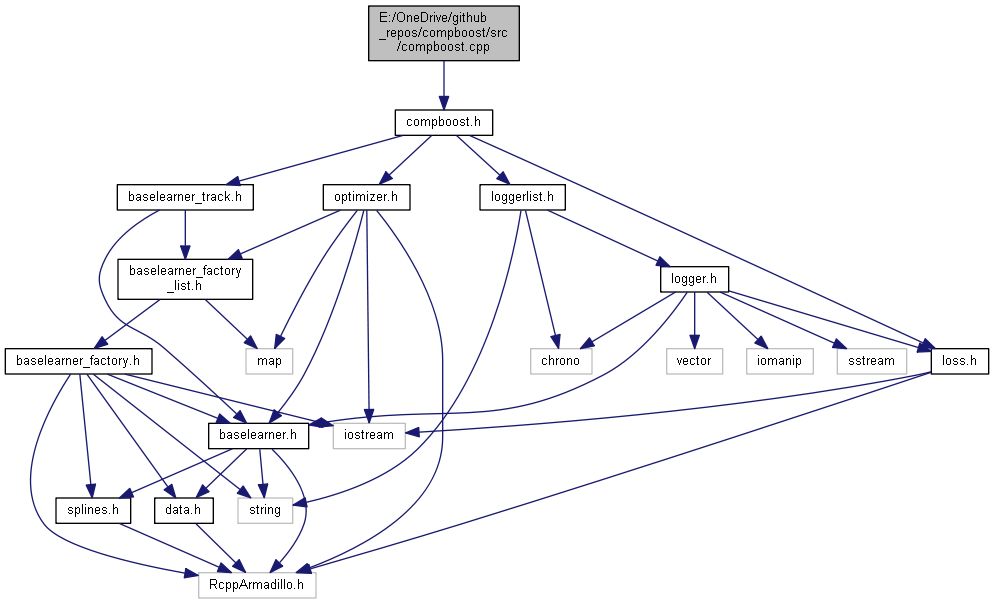 E:/OneDrive/github
_repos/compboost/src
/compboost.cpp
compboost.h
baselearner_track.h
optimizer.h
loggerlist.h
baselearner_factory
_list.h
logger.h
baselearner_factory.h
map
chrono
vector
iomanip
sstream
loss.h
baselearner.h
iostream
splines.h
data.h
string
RcppArmadillo.h